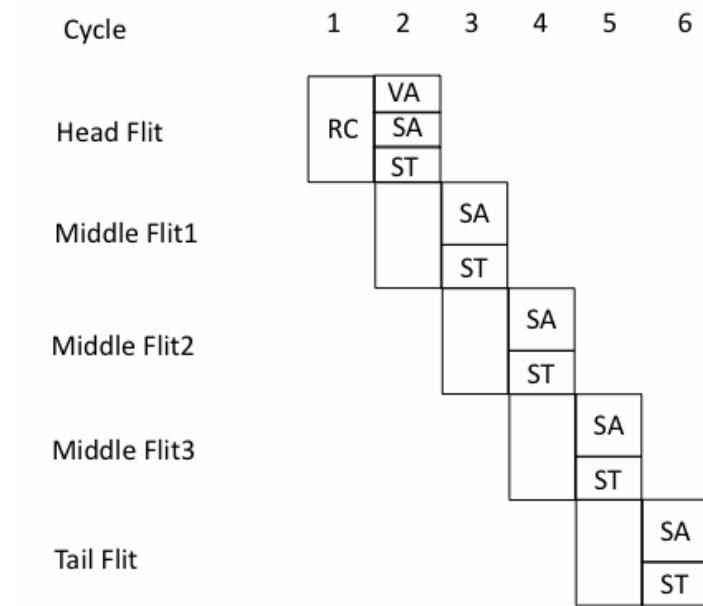 Cycle 1 2 3 4 5 6
VA
Head Flit RC SA
ST
Middle Flit1 SA
ST
Middle Flit2 SA
ST
Middle Flit3 SA
ST
Tail Flit SA
ST